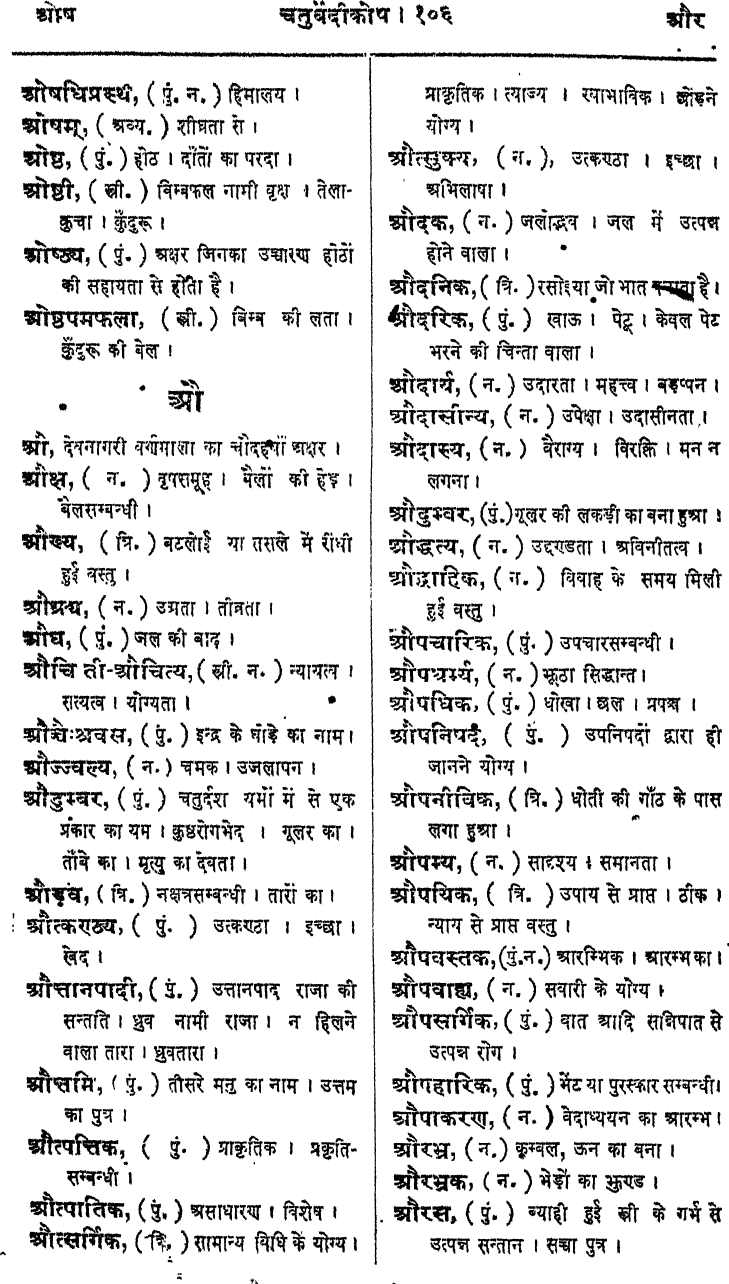 ओष चतुर्वेदीकोष । १०६ और
ओषधिप्रस्थ, ( पुं. न. ) हिमालय ।
ओषम्, ( अव्य. ) शीघ्रता से ।
ओष्ठ, ( पुं. ) होठ । दाँतों का परदा ।
ओष्ठी, ( स्त्री. ) बिम्बफल नामी वृक्ष । तेला-
कुचा । कुँदुरू ।
ओष्ठ्य, ( पुं. ) अक्षर जिनका उच्चारण होठों
की सहायता से होता है ।
ओष्ठपमफला, ( स्त्री. ) बिम्ब की लता ।
कुँदुरू की बेल ।
औ
औ, देवनागरी वर्णमाला का चौदहवाँ अक्षर ।
औक्ष, ( न. ) वृषसमूह । बैलों की हेड़ ।
बैलसम्बन्धी ।
औख्य, ( त्रि. ) बटलोई या तसले में राँधी
हुई वस्तु ।
औग्रथ, ( न. ) उग्रता । तीव्रता ।
औघ, ( पुं. ) जल की बाढ़ ।
औचि ती-औचित्य, ( स्त्री. न. ) न्यायत्व ।
सत्यत्व । योग्यता ।
औच्चैःश्रवस, ( पुं. ) इन्द्र के घोड़े का नाम ।
औज्ज्वल्य, ( न. ) चमक । उजलापन ।
औदुम्बर, ( पुं. ) चतुर्दश यमों में से एक
प्रकार का यम । कुष्ठरोगभेद । गूलर का ।
ताँबे का । मृत्यु का देवता ।
औडव, ( त्रि. ) नक्षत्रसम्बन्धी । तारों का ।
औत्कण्ठ्य, ( पुं. ) उत्कण्ठा । इच्छा ।
खेद ।
औत्तानपादी, ( पुं. ) उत्तानपाद राजा की
सन्तति । ध्रुव नामी राजा । न हिलने
वाला तारा । ध्रुवतारा ।
औत्तमि, ( पुं. ) तीसरे मनु का नाम । उत्तम
का पुत्र ।
औत्पत्तिक, ( पुं. ) प्राकृतिक । प्रकृति-
सम्बन्धी ।
औत्पातिक, ( पुं. ) असाधारण । विशेष ।
औत्सर्गिक, ( त्रि. ) सामान्य विधि के योग्य ।
प्राकृतिक । त्याज्य । स्वाभाविक । छोड़ने
योग्य ।
औत्सुक्य, ( न. ), उत्कण्ठा । इच्छा ।
अभिलाषा ।
औदक, ( न. ) जलोद्भव । जल में उत्पन्न
होने वाला ।
औदनिक, ( त्रि. ) रसोइया जो भात है ।
औदरिक, ( पुं. ) खाऊ । पेटू । केवल पेट
भरने की चिन्ता वाला ।
औदार्य, ( न. ) उदारता । महत्त्व । बड़प्पन ।
औदासीन्य, ( न. ) उपेक्षा । उदासीनता ।
औदास्य, ( न. ) वैराग्य । विरक्ति । मन न
लगना ।
औदुम्बर, ( पुं. ) गूलर की लकड़ी का बना हुआ ।
औद्धत्य, ( न. ) उद्दण्डता । अविनीतत्व ।
औद्वाहिक, ( न. ) विवाह के समय मिली
हुई वस्तु ।
औपचारिक, ( पुं. ) उपचारसम्बन्धी ।
औपधर्म्य, ( न. ) झूठा सिद्धान्त ।
औपधिक, ( पुं. ) धोखा । छल । प्रपञ्च ।
औपनिषद, ( पुं. ) उपनिषदों द्वारा ही
जानने योग्य ।
औपनीविक, ( त्रि. ) धोती की गाँठ के पास
लगा हुआ ।
औपम्य, ( न. ) सादृश्य । समानता ।
औपयिक, ( त्रि. ) उपाय से प्राप्त । ठीक ।
न्याय से प्राप्त वस्तु ।
औपवस्तक, ( पुं. न. ) आरम्भिक । आरम्भ का ।
औपवाह्य, ( न. ) सवारी के योग्य ।
औपसर्गिक, ( पुं. ) वात आदि सन्निपात से
उत्पन्न रोग ।
औपहारिक, ( पुं. ) भेंट या पुरस्कार सम्बन्धी ।
औपाकरण, ( न. ) वेदाध्ययन का आरम्भ ।
औरभ्र, ( न. ) कम्बल, ऊन का बना ।
औरभ्रक, ( न. ) भेड़ों का झुण्ड ।
औरस, ( पुं. ) ब्याही हुई स्त्री के गर्भ से
उत्पन्न सन्तान । सच्चा पुत्र ।